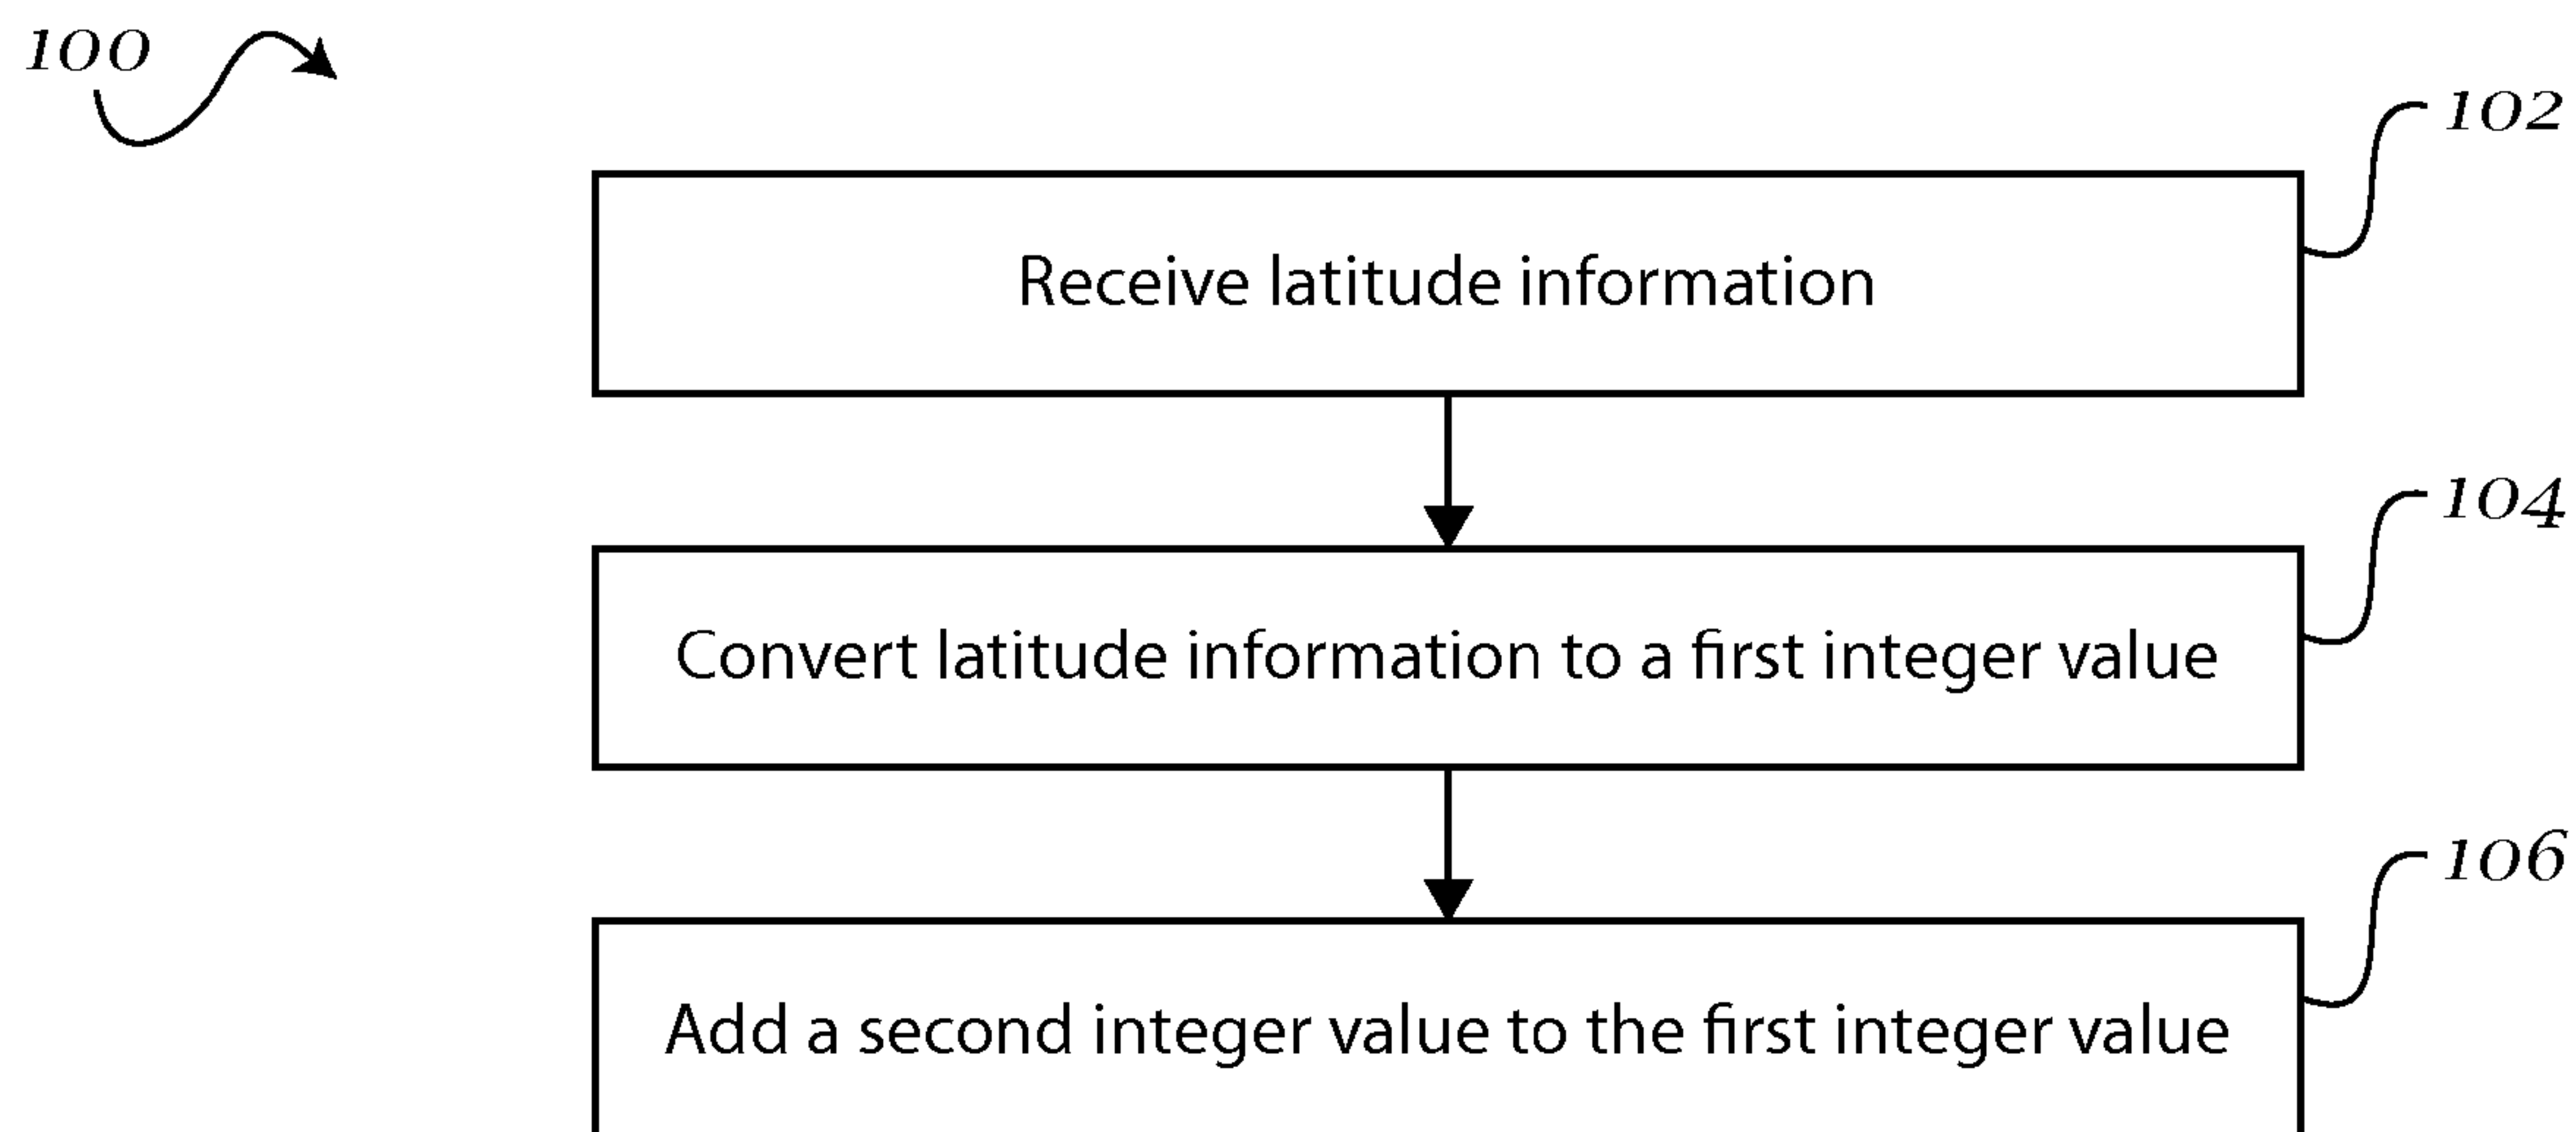 100
102
Receive latitude information
104
Convert latitude information to a first integer value
106
Add a second integer value to the first integer value